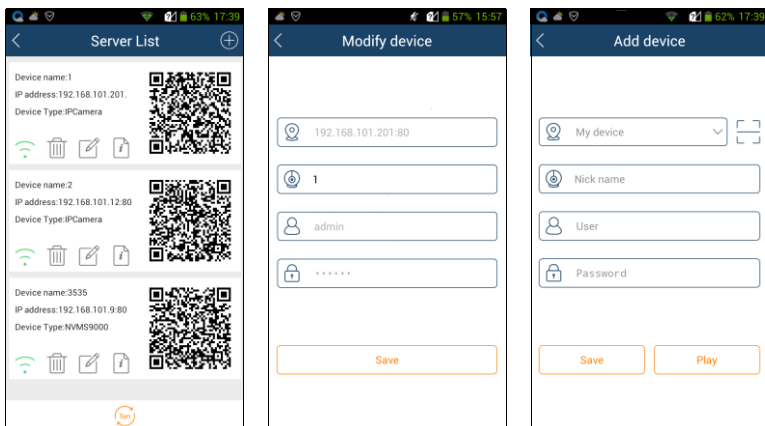 63% 17:39
Server List
Device name:1
IP address:192.168.101.201.
Device Type:IPCamera
Device name:2
IP address:192.168.101.12:80
Device Type:IPCamera
Device name:3535
IP address:192.168.101.9:80
Device Type:NVMS9000
Syn
57% 15:57
Modify device
192.168.101.201:80
1
admin
Save
62% 17:39
Add device
My device
Nick name
User
Password
Save
Play